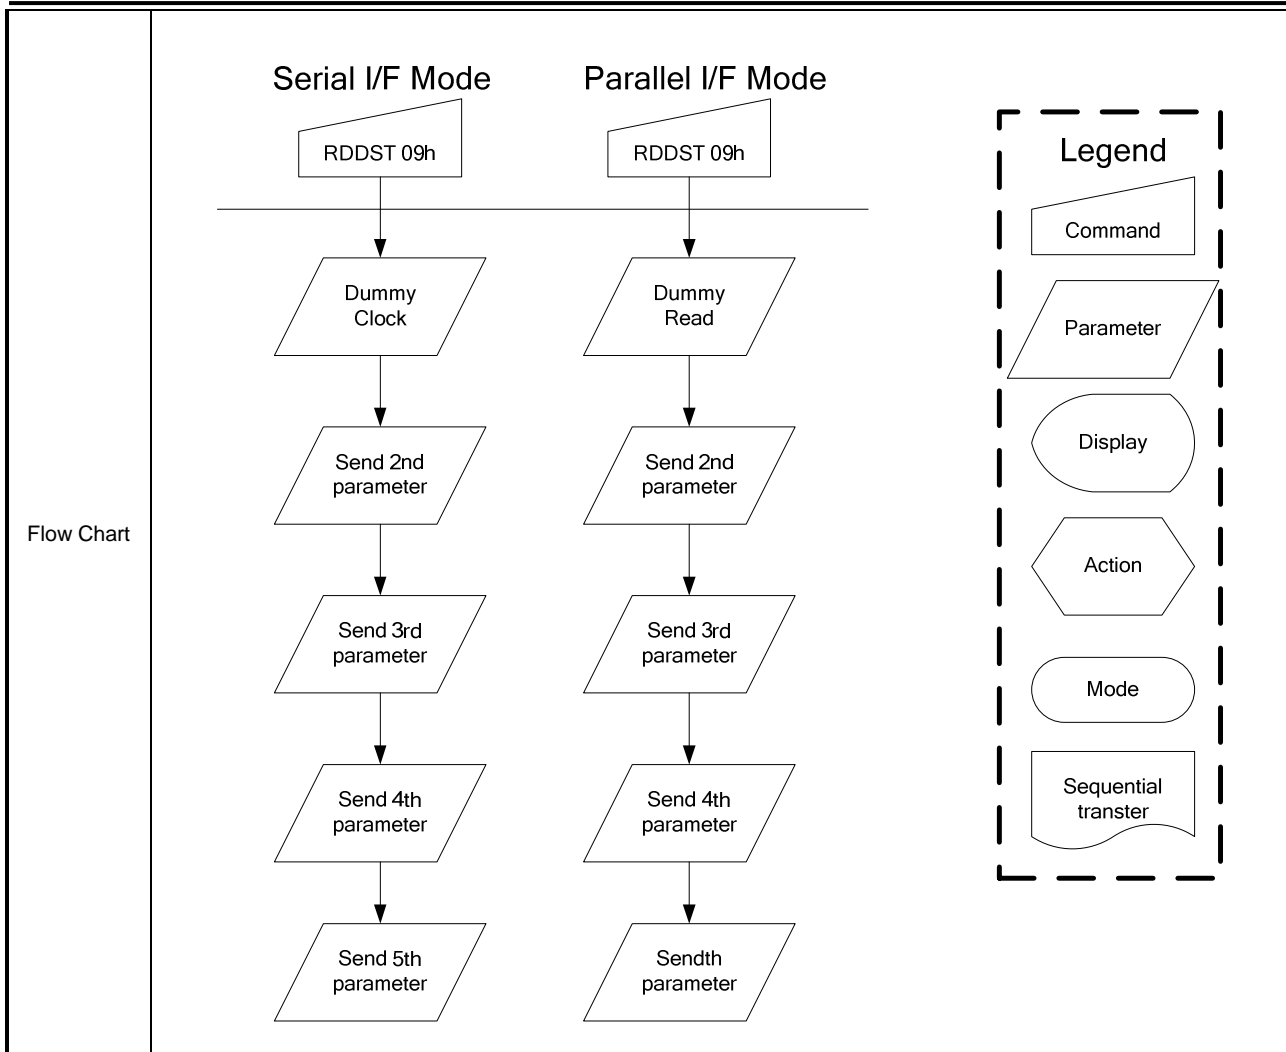 Flow Chart
Serial I/F Mode
RDDST 09h
Dummy
Clock
Send 2nd
parameter
Send 3rd
parameter
Send 4th
parameter
Send 5th
parameter
Parallel I/F Mode
RDDST 09h
Dummy
Read
Send 2nd
parameter
Send 3rd
parameter
Send 4th
parameter
Sendth
parameter
Legend
Command
Parameter
Display
Action
Mode
Sequential
transter